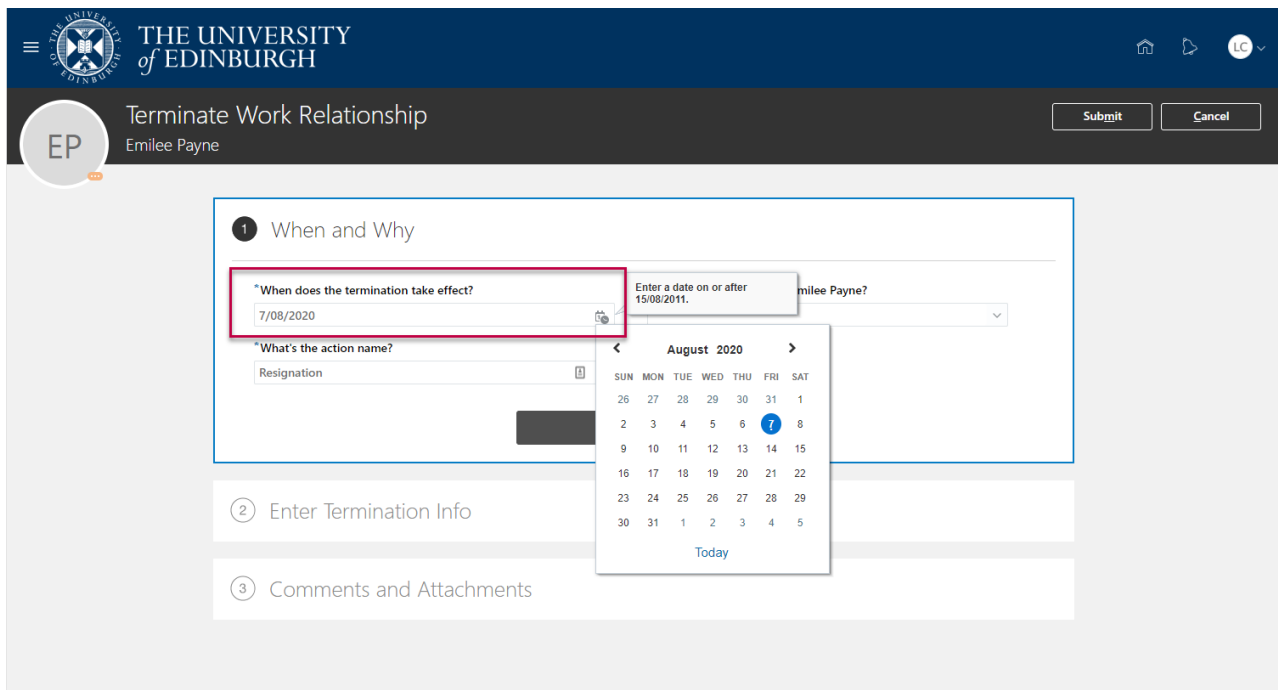 THE UNIVERSITY
of EDINBURGH
LC
EP
Terminate Work Relationship
Emilee Payne
Submit
Cancel
1 When and Why
*When does the termination take effect?
7/08/2020
Enter a date on or after
15/08/2011.
milee Payne?
*What's the action name?
Resignation
August 2020
SUN MON TUE WED THU FRI SAT
26 27 28 29 30 31 1
2 3 4 5 6 7 8
9 10 11 12 13 14 15
16 17 18 19 20 21 22
23 24 25 26 27 28 29
30 31 1 2 3 4 5
Today
2 Enter Termination Info
3 Comments and Attachments